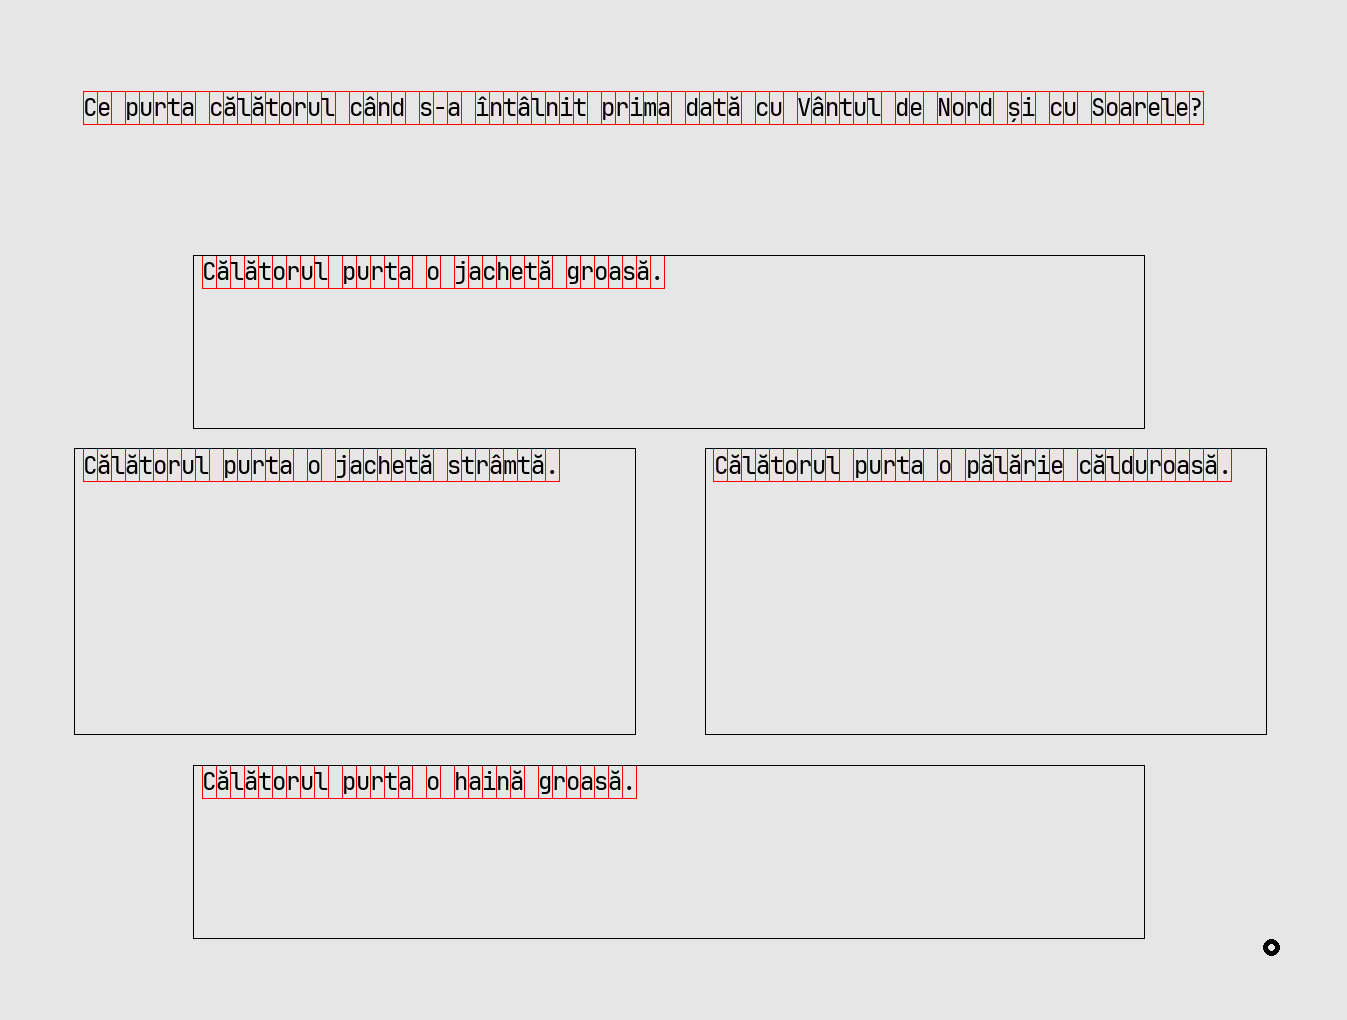 Ce purta călătorul când s-a întâlnit prima dată cu Vântul de Nord și cu Soarele?
Călătorul purta o jachetă groasă.
Călătorul purta o jachetă strâmtă.
Călătorul purta o pălărie călduroasă.
Călătorul purta o haină groasă.